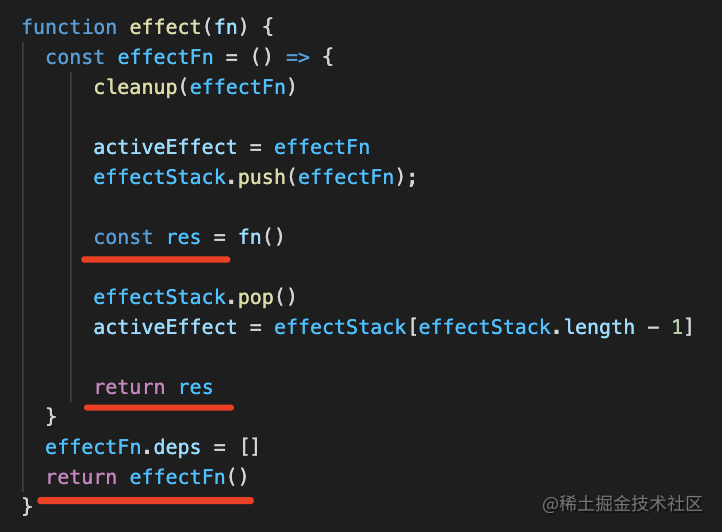 function effect(fn) {
  const effectFn = () => {
      cleanup(effectFn)
      activeEffect = effectFn
      effectStack.push(effectFn);
      const res = fn()
      effectStack.pop()
      activeEffect = effectStack[effectStack.length - 1]
      return res
  }
  effectFn.deps = []
  return effectFn()
}
@稀土掘金技术社区